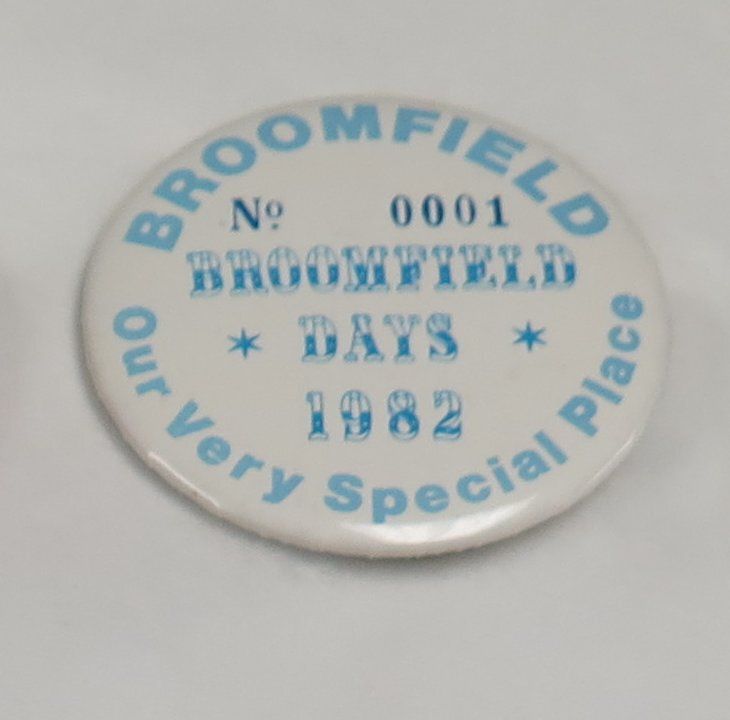 BROOMFIELD
Nº 0001
BROOMFIELD
* DAYS *
1982
Our Very Special Place